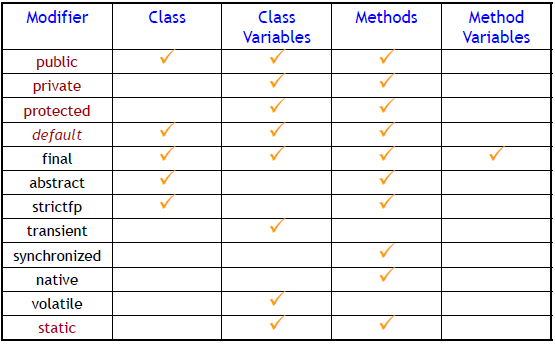 Modifier Class Class Variables Methods Method Variables
public ✓ ✓ ✓
private ✓ ✓
protected ✓ ✓
default ✓ ✓ ✓
final ✓ ✓ ✓ ✓
abstract ✓ ✓
strictfp ✓ ✓
transient ✓
synchronized ✓
native ✓
volatile ✓
static ✓ ✓